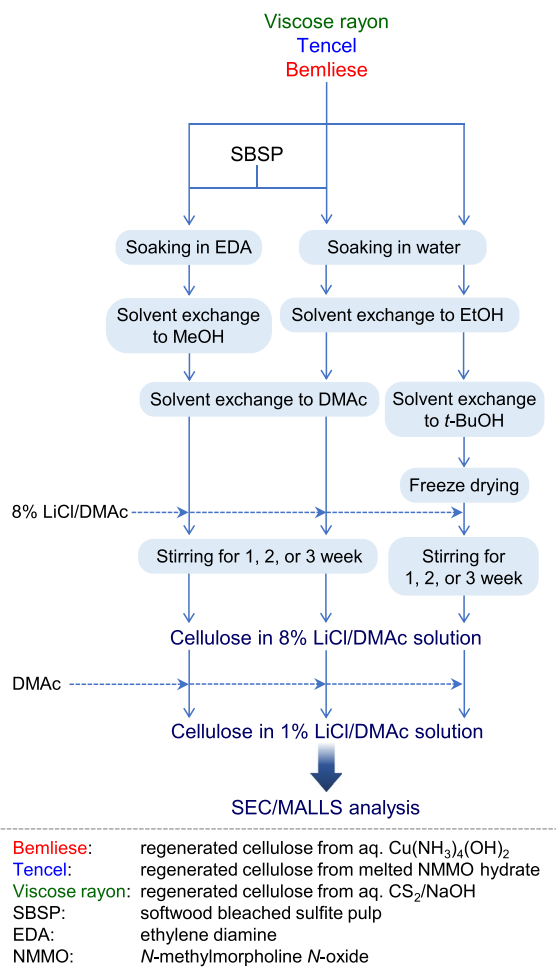 Viscose rayon
Tencel
Bemliese
SBSP
Soaking in EDA
Soaking in water
Solvent exchange
to MeOH
Solvent exchange to EtOH
Solvent exchange to DMAc
Solvent exchange
to t-BuOH
Freeze drying
8% LiCl/DMAc
Stirring for 1, 2, or 3 week
Stirring for
1, 2, or 3 week
Cellulose in 8% LiCl/DMAc solution
DMAc
Cellulose in 1% LiCl/DMAc solution
SEC/MALLS analysis
Bemliese: regenerated cellulose from aq. Cu(NH3)4(OH)2
Tencel: regenerated cellulose from melted NMMO hydrate
Viscose rayon: regenerated cellulose from aq. CS2/NaOH
SBSP: softwood bleached sulfite pulp
EDA: ethylene diamine
NMMO: N-methylmorpholine N-oxide